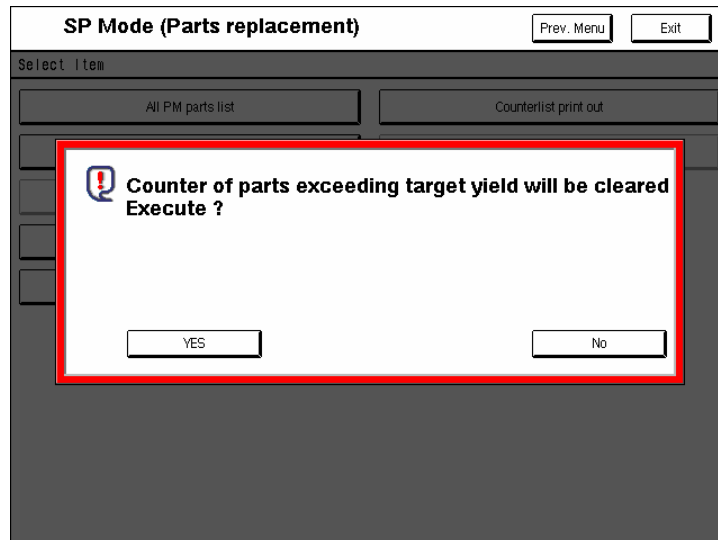 SP Mode (Parts replacement)
Prev. Menu
Exit
Select Item
All PM parts list
Counterlist print out
Counter of parts exceeding target yield will be cleared
Execute ?
YES
No